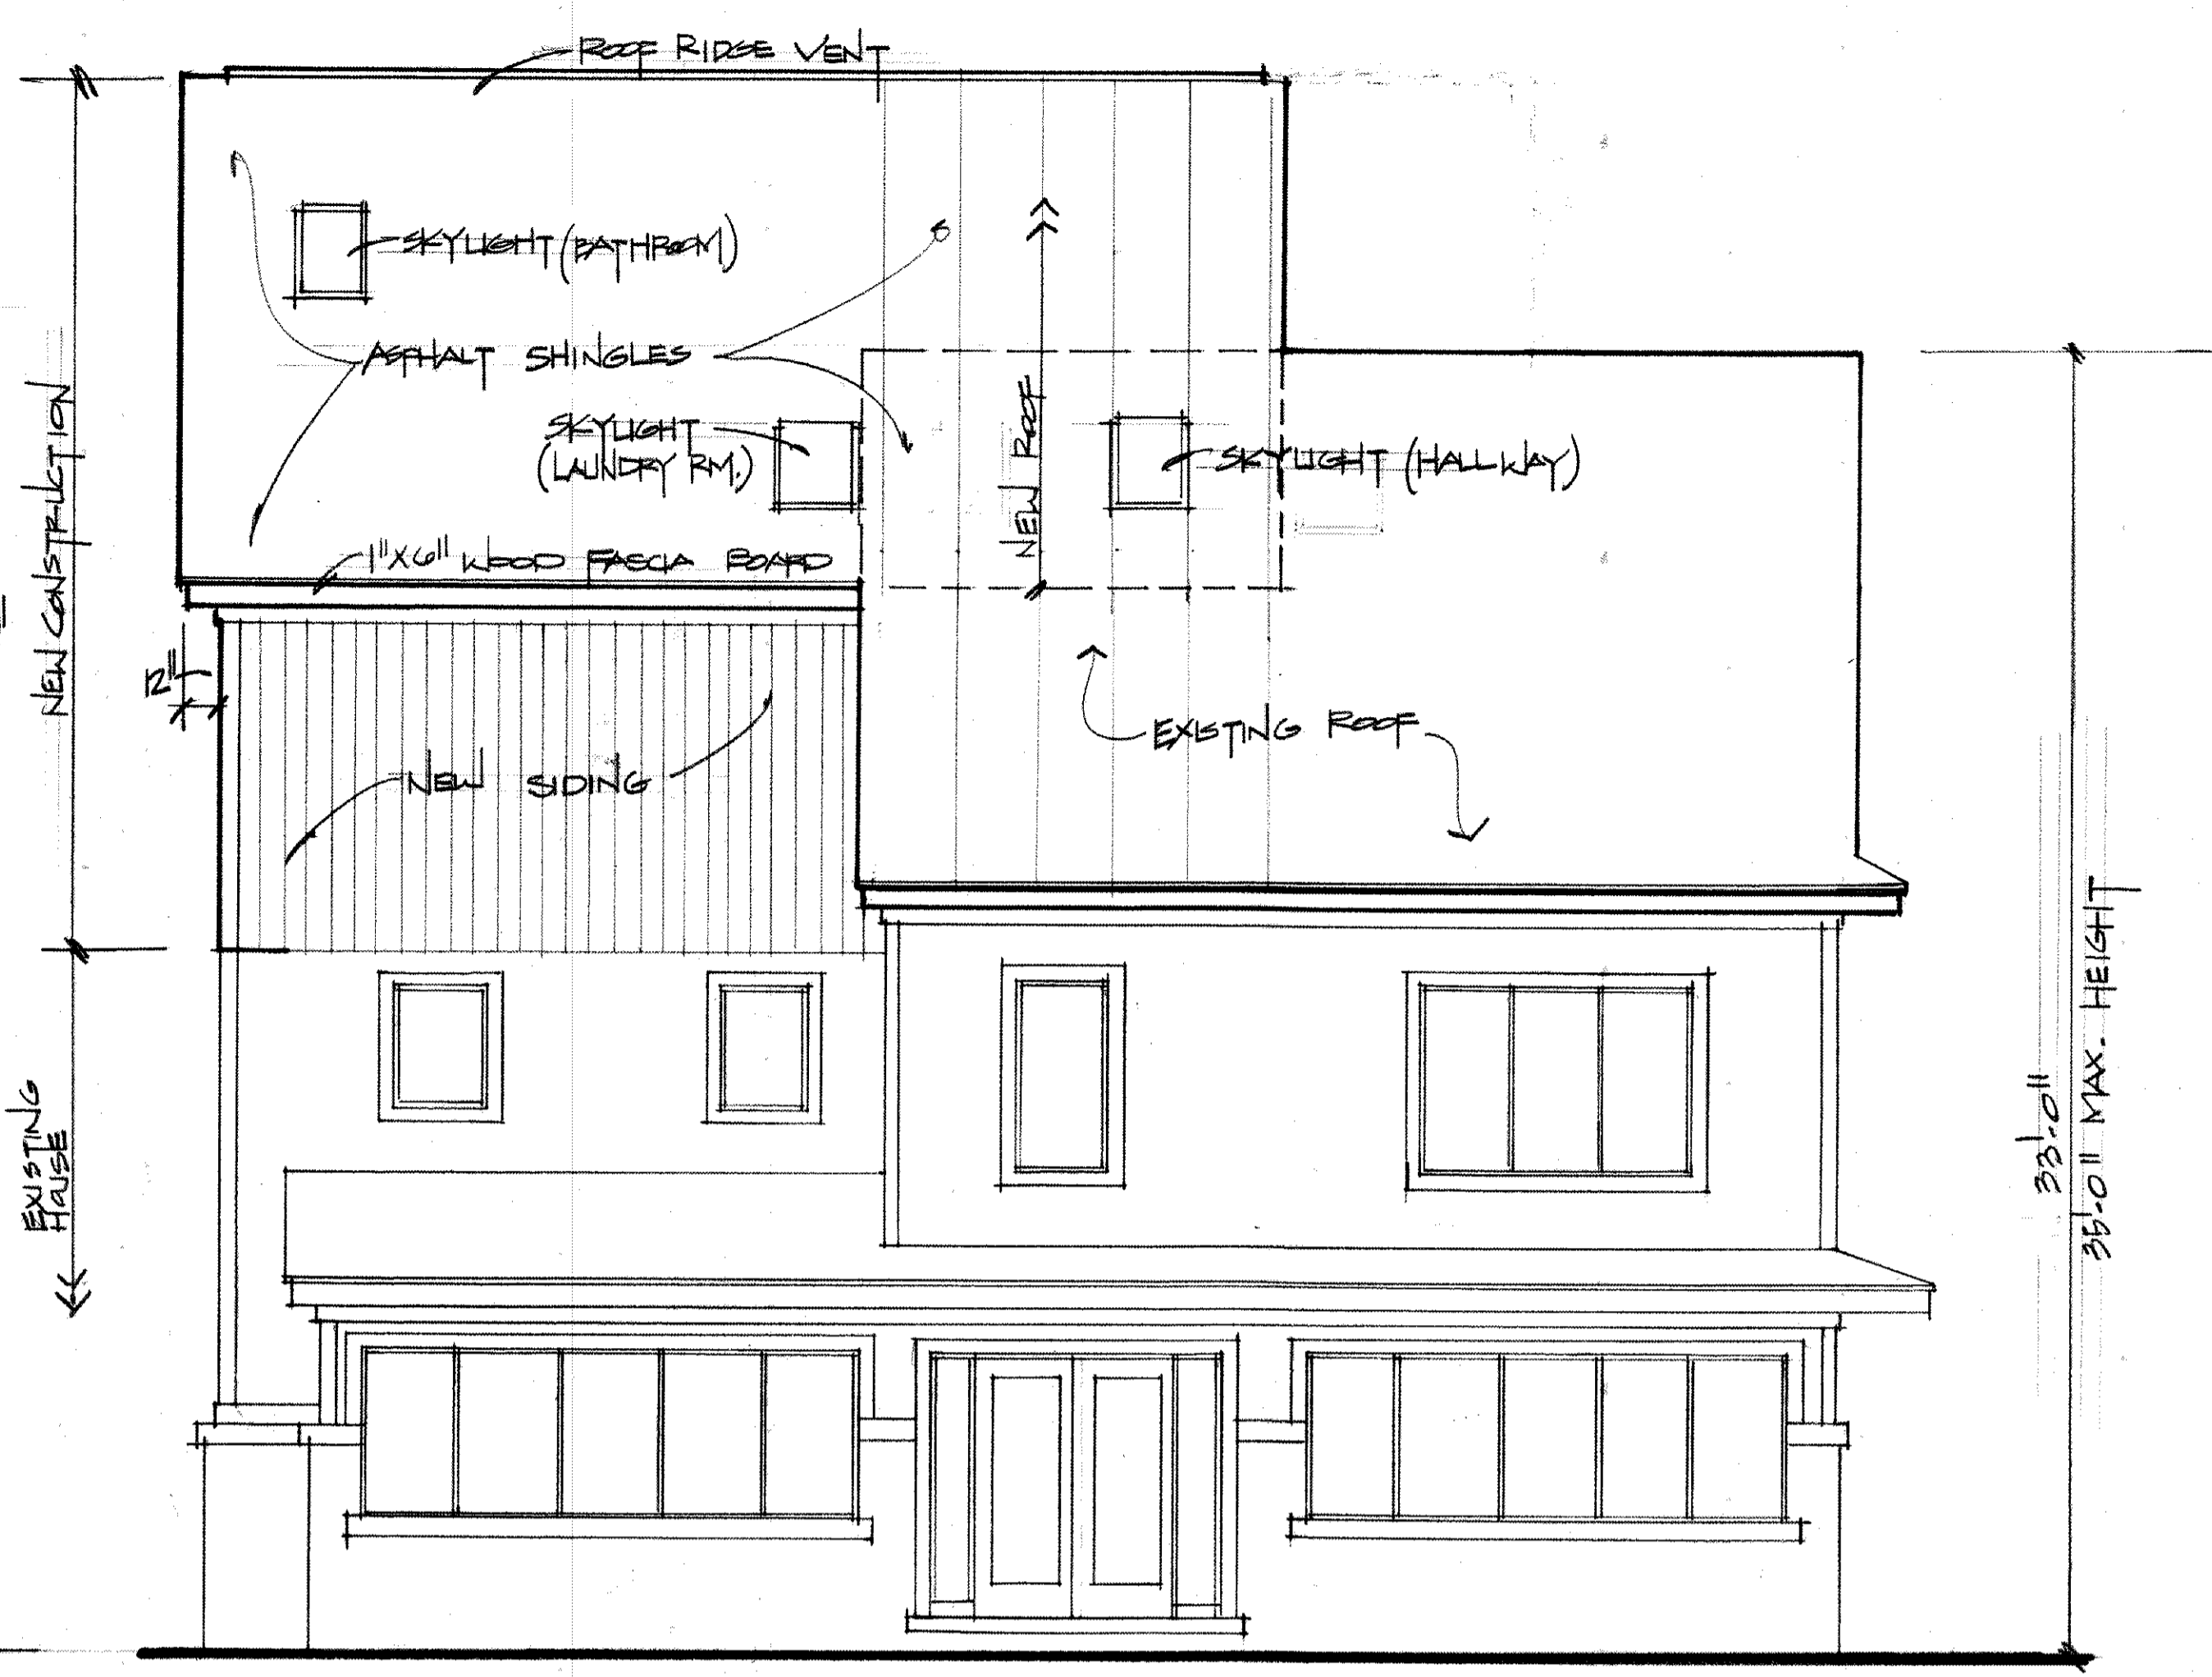 ROOF RIDGE VENT
SKYLIGHT (BATHROOM)
ASPHALT SHINGLES
SKYLIGHT
(LAUNDRY RM.)
SKYLIGHT (HALLWAY)
NEW ROOF
1"X6" WOOD FASCIA BOARD
NEW CONSTRUCTION
12"
NEW SIDING
EXISTING ROOF
EXISTING
HOUSE
33'-0"
35'-0" MAX. HEIGHT